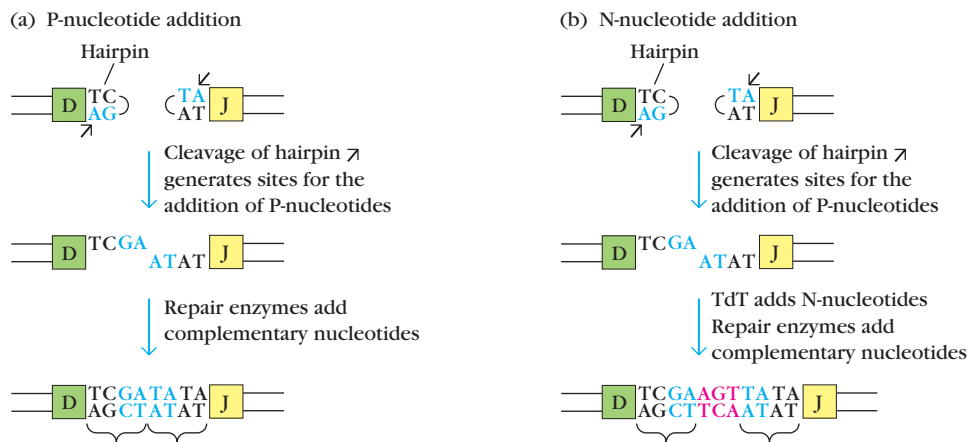 (a) P-nucleotide addition
Hairpin
D TC TA J
AG AT
Cleavage of hairpin ↗
generates sites for the
addition of P-nucleotides
D TCGA J
ATAT
Repair enzymes add
complementary nucleotides
D TCGATATA J
AGCTATAT
(b) N-nucleotide addition
Hairpin
D TC TA J
AG AT
Cleavage of hairpin ↗
generates sites for the
addition of P-nucleotides
D TCGA J
ATAT
TdT adds N-nucleotides
Repair enzymes add
complementary nucleotides
D TCGAAGTTATA J
AGCTTCAATAT